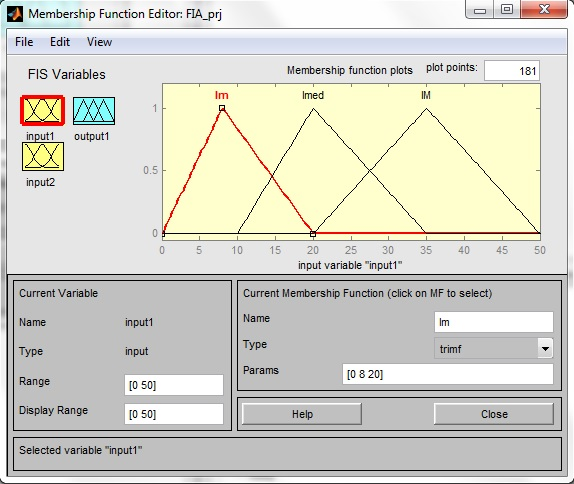 Membership Function Editor: FIA_prj
File Edit View
FIS Variables
Membership function plots plot points: 181
Im Imed IM
input1 output1
input2
1
0.5
0
0 5 10 15 20 25 30 35 40 45 50
input variable "input1"
Current Variable
Name input1
Type input
Range [0 50]
Display Range [0 50]
Current Membership Function (click on MF to select)
Name Im
Type trimf
Params [0 8 20]
Help Close
Selected variable "input1"